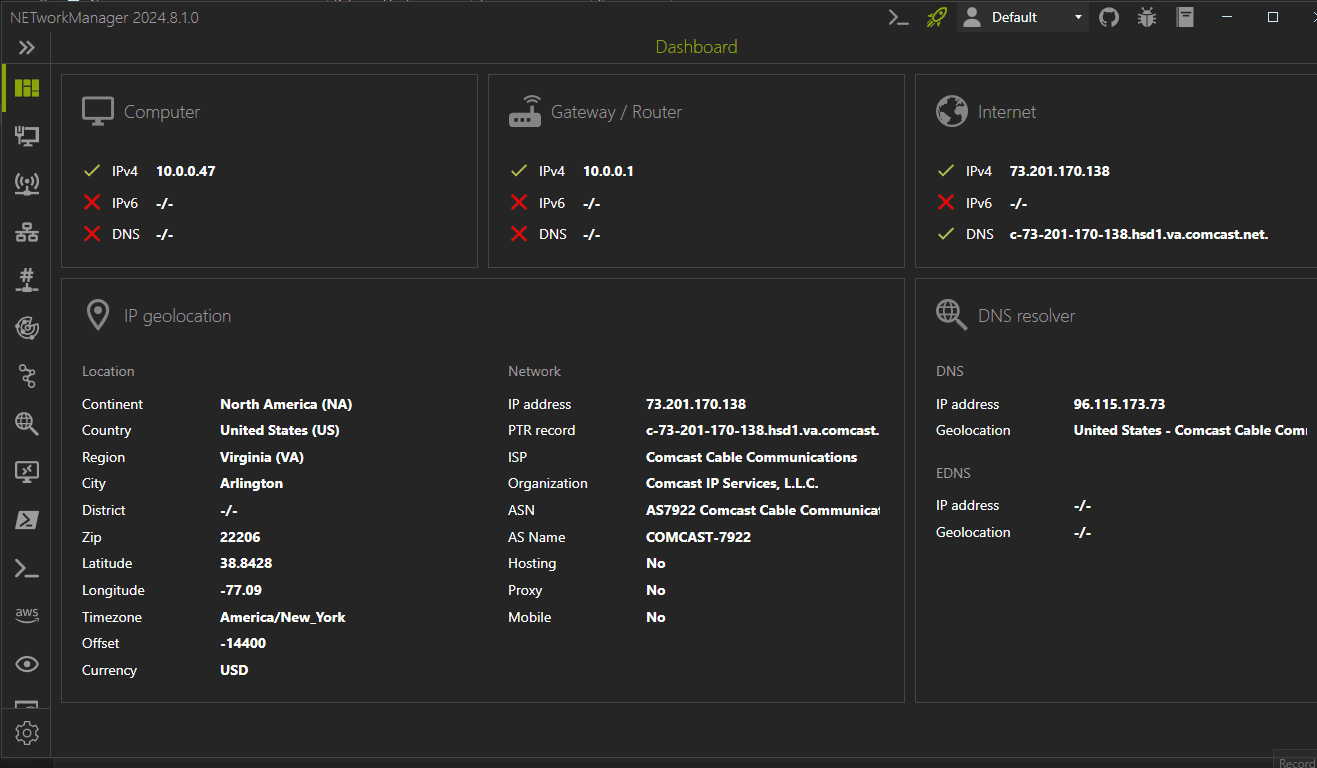 NETworkManager 2024.8.1.0
Default
Dashboard
Computer
IPv4 10.0.0.47
IPv6 -/-
DNS -/-
Gateway / Router
IPv4 10.0.0.1
IPv6 -/-
DNS -/-
Internet
IPv4 73.201.170.138
IPv6 -/-
DNS c-73-201-170-138.hsd1.va.comcast.net.
IP geolocation
Location
Continent North America (NA)
Country United States (US)
Region Virginia (VA)
City Arlington
District -/-
Zip 22206
Latitude 38.8428
Longitude -77.09
Timezone America/New_York
Offset -14400
Currency USD
Network
IP address 73.201.170.138
PTR record c-73-201-170-138.hsd1.va.comcast.
ISP Comcast Cable Communications
Organization Comcast IP Services, L.L.C.
ASN AS7922 Comcast Cable Communicat
AS Name COMCAST-7922
Hosting No
Proxy No
Mobile No
DNS resolver
DNS
IP address 96.115.173.73
Geolocation United States - Comcast Cable Com
EDNS
IP address -/-
Geolocation -/-
aws
Record